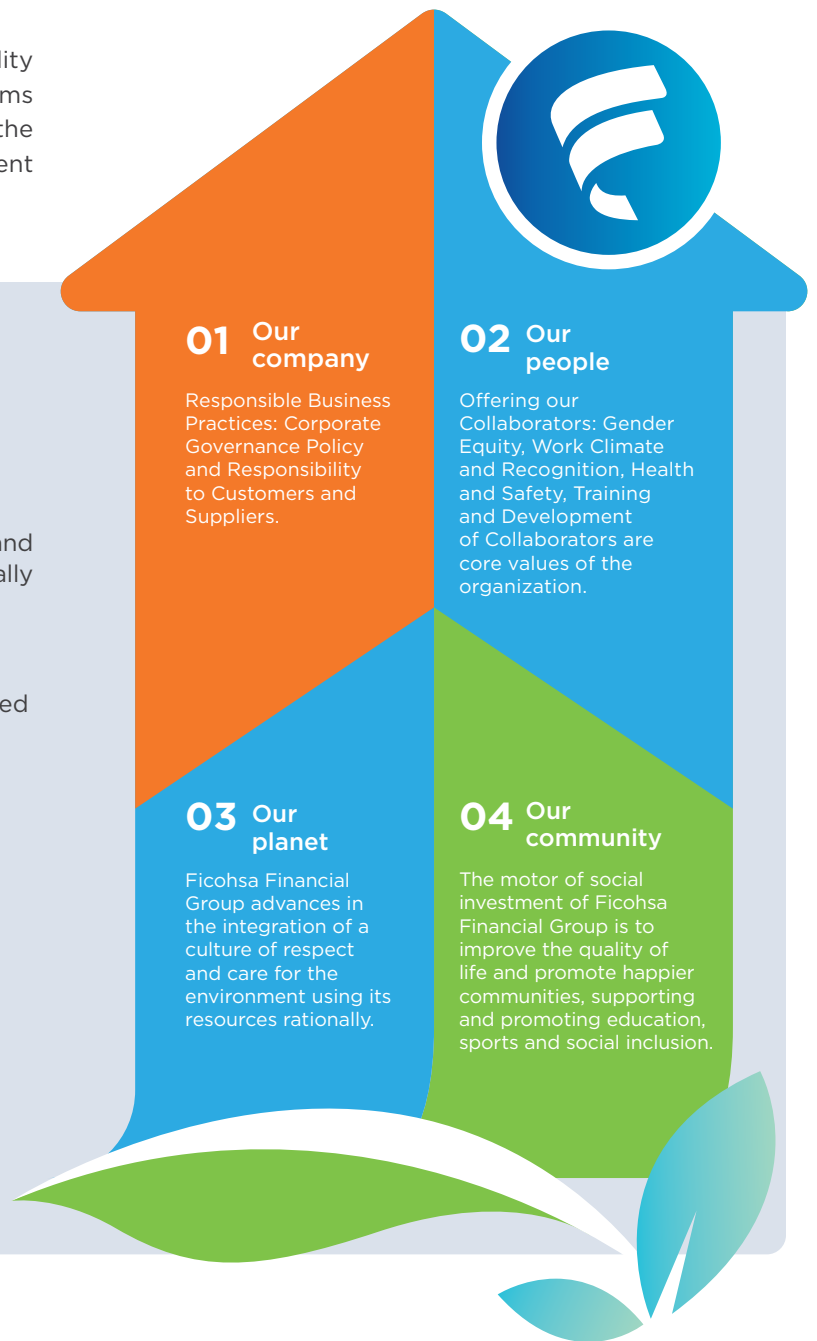 lity
ms
the
ent
and
ally
ed
01 Our
company
Responsible Business
Practices: Corporate
Governance Policy
and Responsibility
to Customers and
Suppliers.
02 Our
people
Offering our
Collaborators: Gender
Equity, Work Climate
and Recognition, Health
and Safety, Training
and Development
of Collaborators are
core values of the
organization.
03 Our
planet
Ficohsa Financial
Group advances in
the integration of a
culture of respect
and care for the
environment using its
resources rationally.
04 Our
community
The motor of social
investment of Ficohsa
Financial Group is to
improve the quality of
life and promote happier
communities, supporting
and promoting education,
sports and social inclusion.